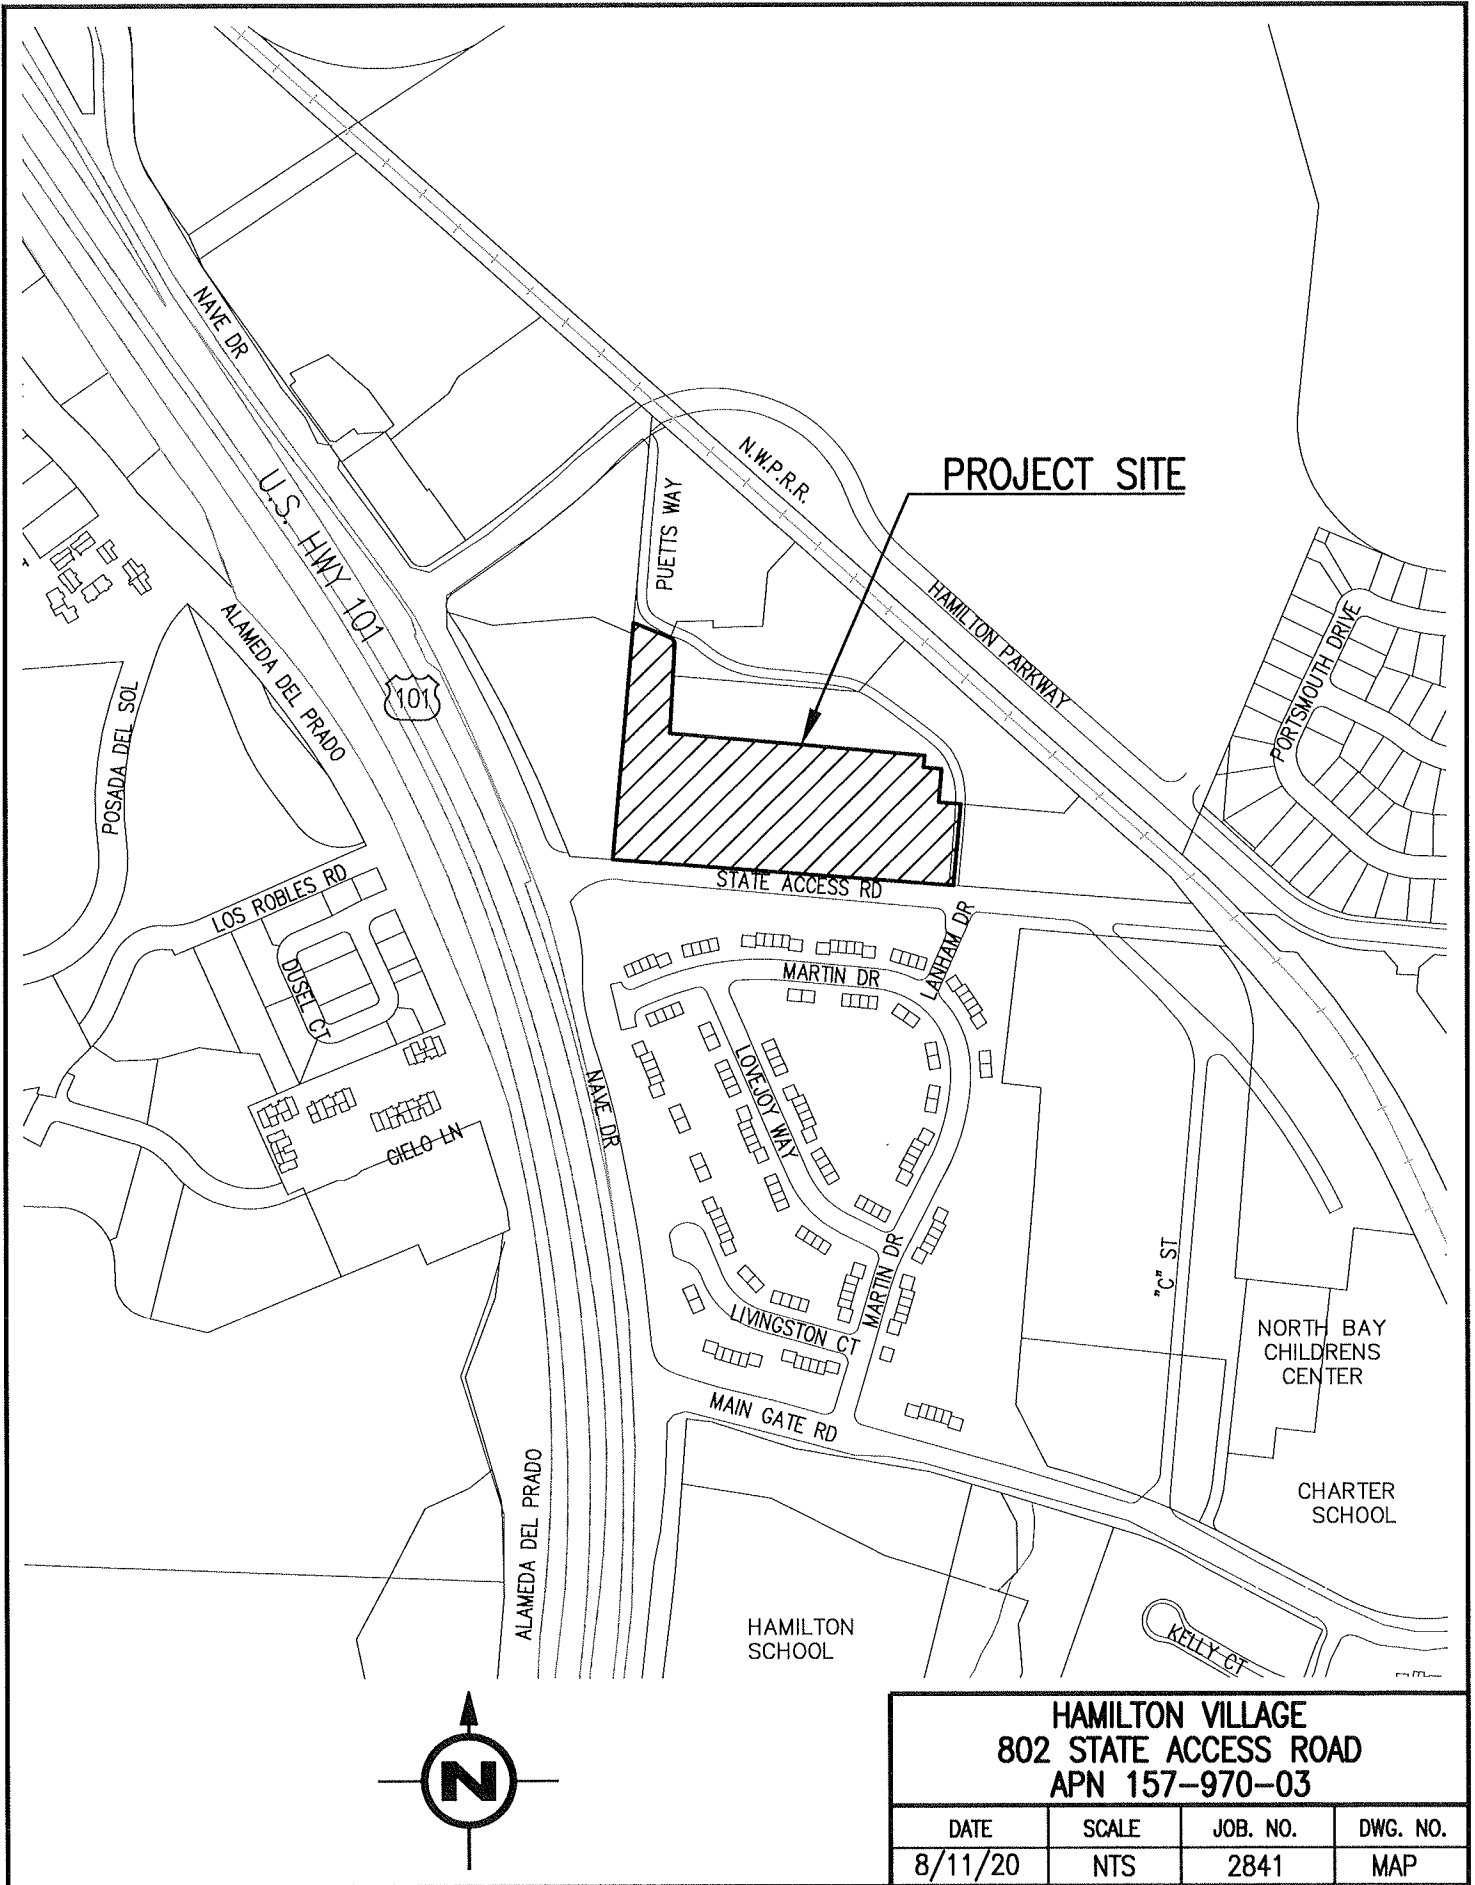 NAVE DR
U.S. HWY 101
101
N.W.P.R.R.
PROJECT SITE
PUETTS WAY
HAMILTON PARKWAY
PORTSMOUTH DRIVE
ALAMEDA DEL PRADO
POSADA DEL SOL
LOS ROBLES RD
DUSEL CT
CIELO LN
STATE ACCESS RD
LANHAM DR
MARTIN DR
LOVEJOY WAY
NAVE DR
MARTIN DR
LIVINGSTON CT
MAIN GATE RD
"C" ST
NORTH BAY
CHILDRENS
CENTER
CHARTER
SCHOOL
ALAMEDA DEL PRADO
HAMILTON
SCHOOL
KELLY CT
N
HAMILTON VILLAGE
802 STATE ACCESS ROAD
APN 157-970-03
DATE SCALE JOB. NO. DWG. NO.
8/11/20 NTS 2841 MAP